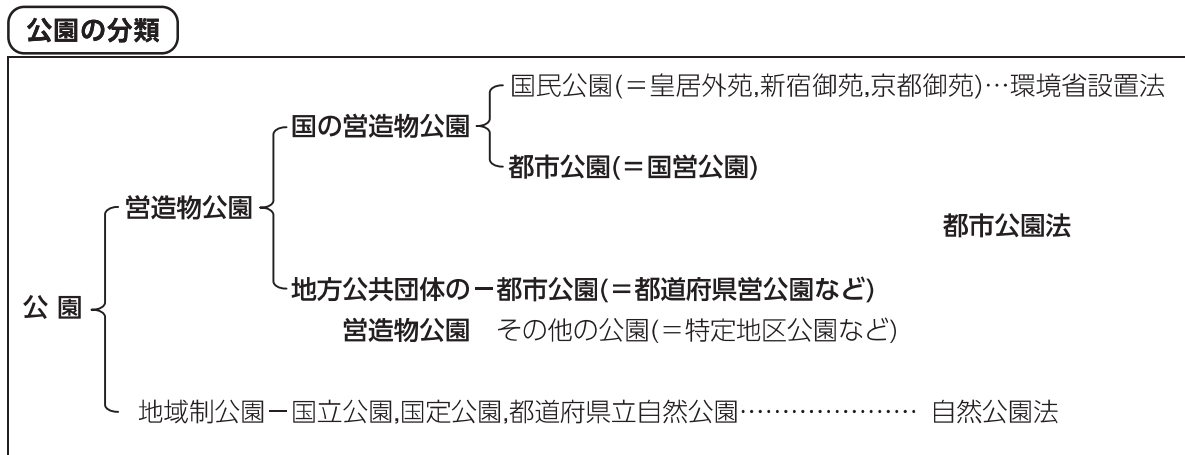 公園の分類
国民公園(＝皇居外苑,新宿御苑,京都御苑)…環境省設置法
国の営造物公園
都市公園(＝国営公園)
営造物公園
都市公園法
地方公共団体の－都市公園(＝都道府県営公園など)
公 園
営造物公園　その他の公園(＝特定地区公園など)
地域制公園－国立公園,国定公園,都道府県立自然公園………………… 自然公園法